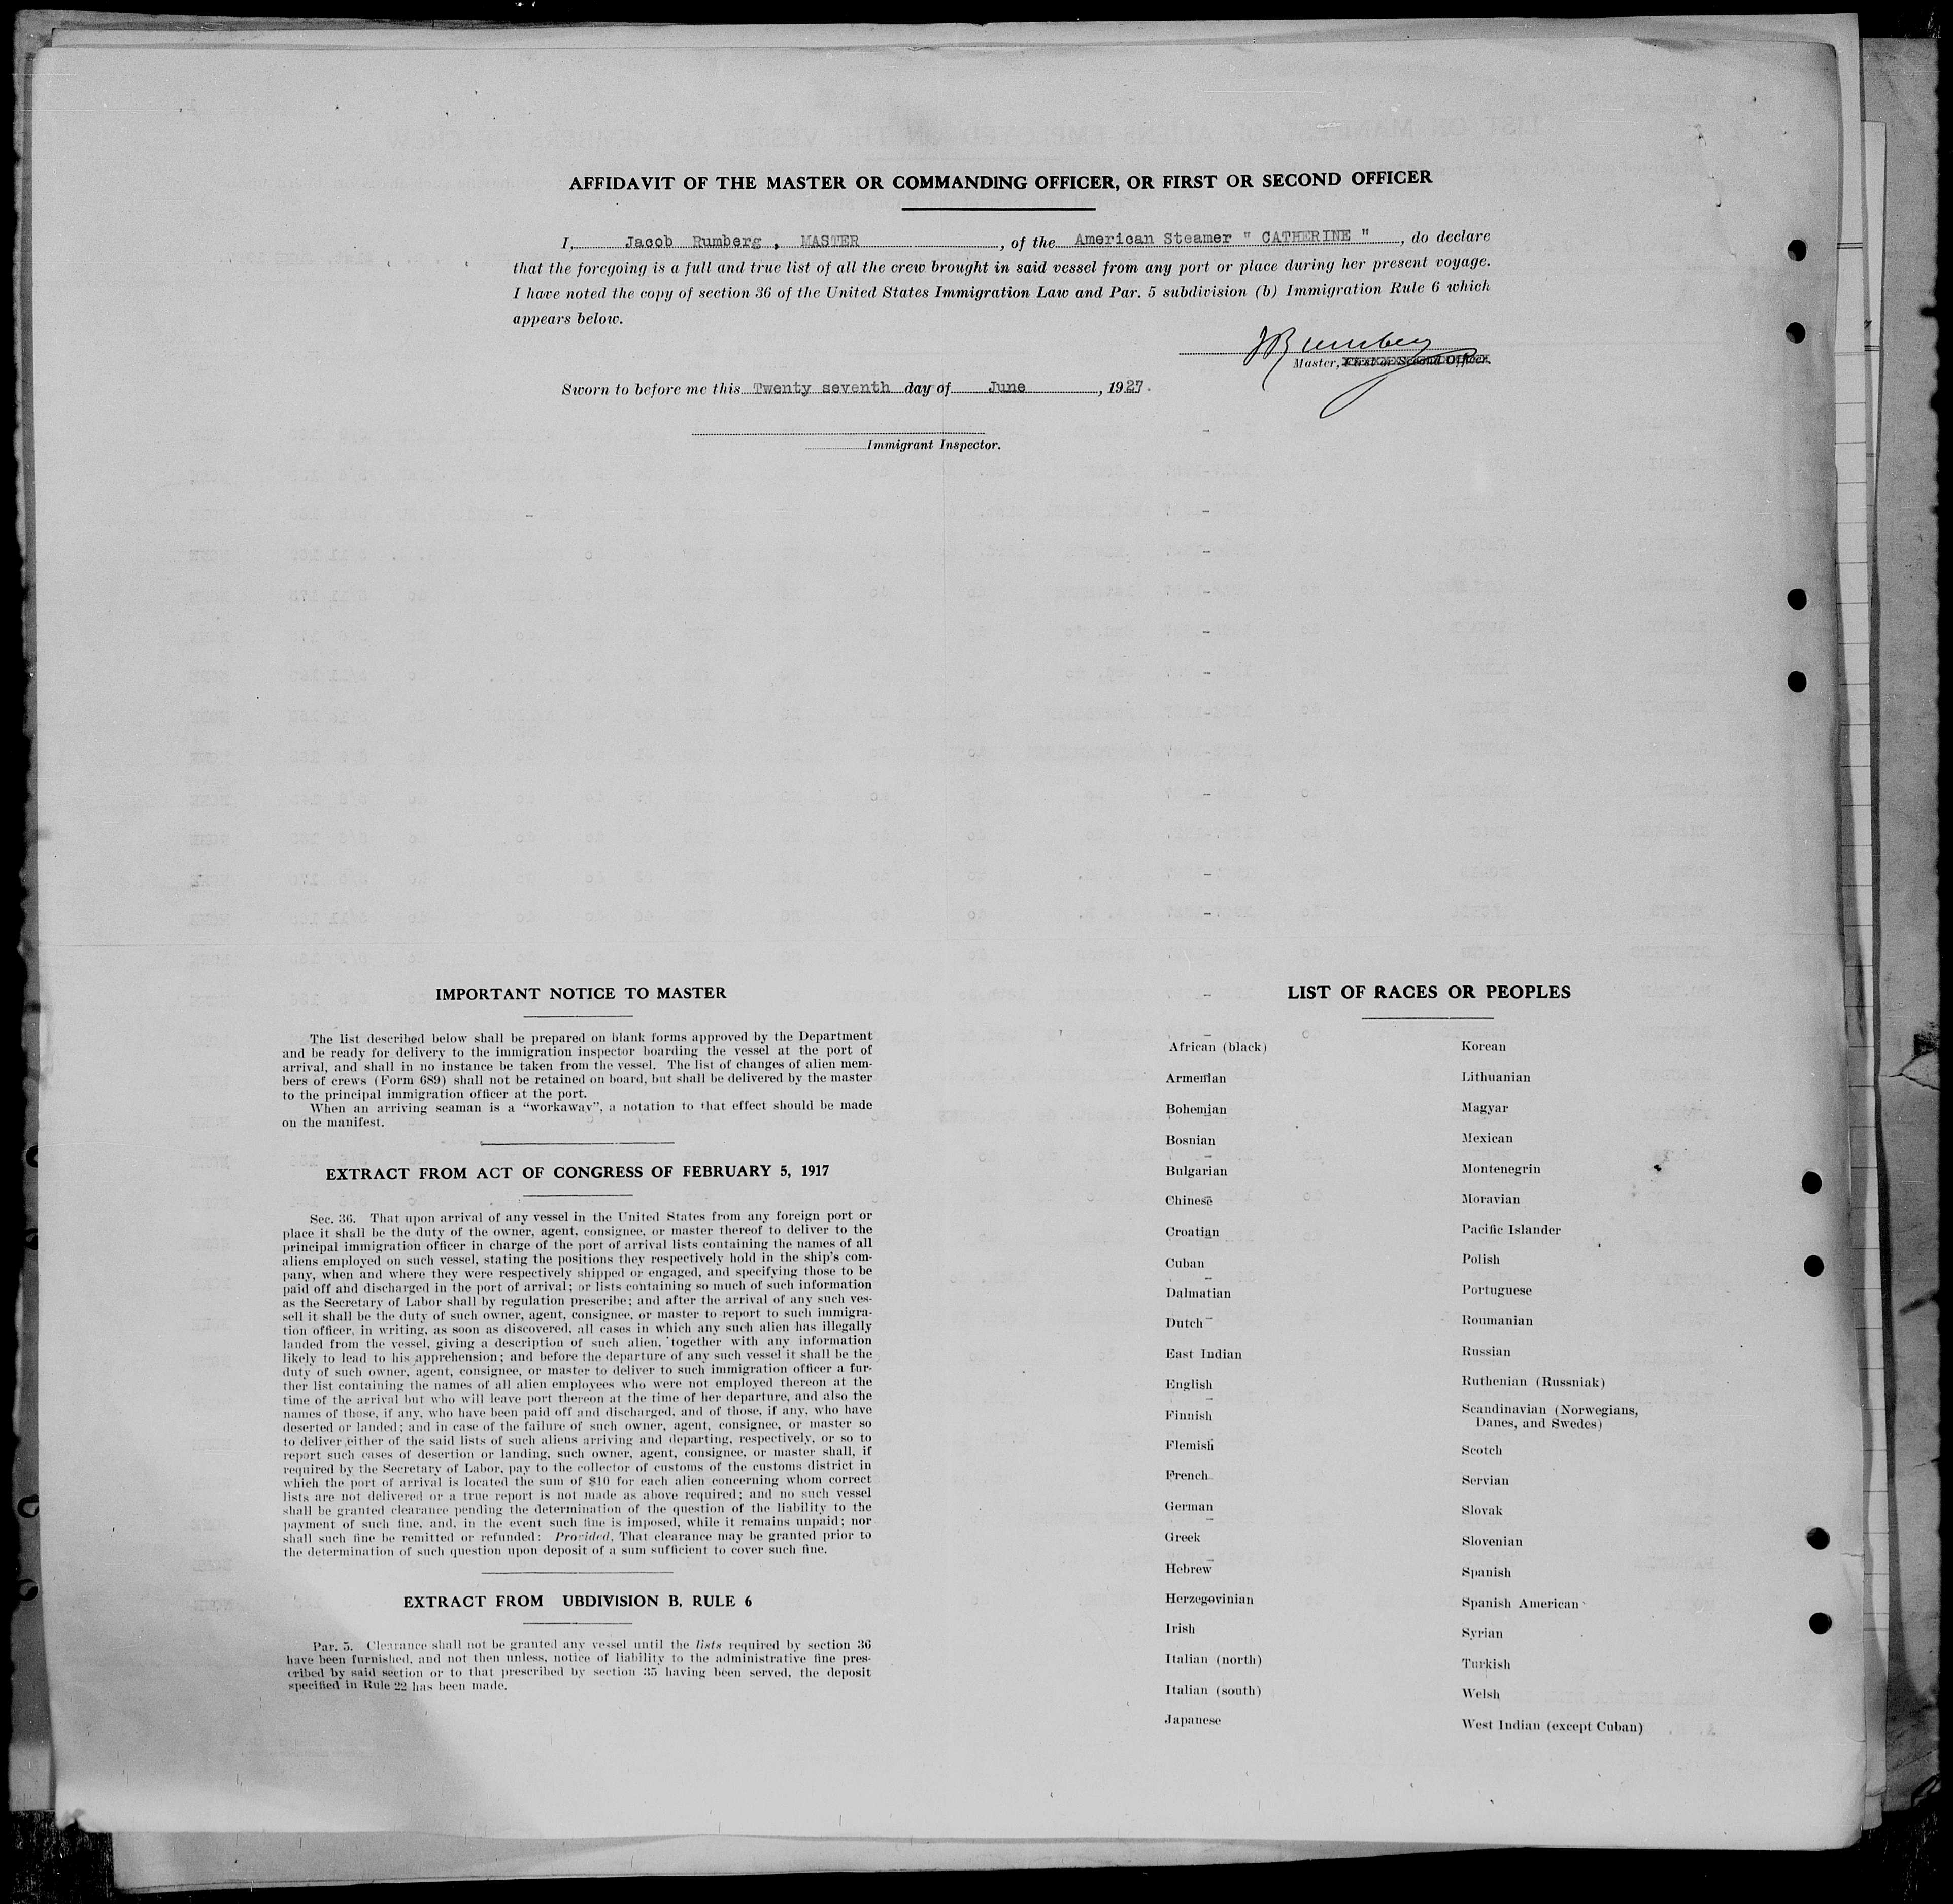 AFFIDAVIT OF THE MASTER OR COMMANDING OFFICER, OR FIRST OR SECOND OFFICER
I, Jacob Rumberg , MASTER , of the American Steamer " CATHERINE " , do declare
that the foregoing is a full and true list of all the crew brought in said vessel from any port or place during her present voyage.
I have noted the copy of section 36 of the United States Immigration Law and Par. 5 subdivision (b) Immigration Rule 6 which
appears below.
JRumberg
Master, First or Second Officer.
Sworn to before me this Twenty seventh day of June , 1927.
Immigrant Inspector.
IMPORTANT NOTICE TO MASTER
The list described below shall be prepared on blank forms approved by the Department
and be ready for delivery to the immigration inspector boarding the vessel at the port of
arrival, and shall in no instance be taken from the vessel. The list of changes of alien mem-
bers of crews (Form 689) shall not be retained on board, but shall be delivered by the master
to the principal immigration officer at the port.
When an arriving seaman is a “workaway”, a notation to that effect should be made
on the manifest.
EXTRACT FROM ACT OF CONGRESS OF FEBRUARY 5, 1917
Sec. 36. That upon arrival of any vessel in the United States from any foreign port or
place it shall be the duty of the owner, agent, consignee, or master thereof to deliver to the
principal immigration officer in charge of the port of arrival lists containing the names of all
aliens employed on such vessel, stating the positions they respectively hold in the ship's com-
pany, when and where they were respectively shipped or engaged, and specifying those to be
paid off and discharged in the port of arrival; or lists containing so much of such information
as the Secretary of Labor shall by regulation prescribe; and after the arrival of any such ves-
sell it shall be the duty of such owner, agent, consignee, or master to report to such immigra-
tion officer, in writing, as soon as discovered, all cases in which any such alien has illegally
landed from the vessel, giving a description of such alien, together with any information
likely to lead to his apprehension; and before the departure of any such vessel it shall be the
duty of such owner, agent, consignee, or master to deliver to such immigration officer a fur-
ther list containing the names of all alien employees who were not employed thereon at the
time of the arrival but who will leave port thereon at the time of her departure, and also the
names of those, if any, who have been paid off and discharged, and of those, if any, who have
deserted or landed; and in case of the failure of such owner, agent, consignee, or master so
to deliver either of the said lists of such aliens arriving and departing, respectively, or so to
report such cases of desertion or landing, such owner, agent, consignee, or master shall, if
required by the Secretary of Labor, pay to the collector of customs of the customs district in
which the port of arrival is located the sum of $10 for each alien concerning whom correct
lists are not delivered or a true report is not made as above required; and no such vessel
shall be granted clearance pending the determination of the question of the liability to the
payment of such fine, and, in the event such fine is imposed, while it remains unpaid; nor
shall such fine be remitted or refunded: Provided, That clearance may be granted prior to
the determination of such question upon deposit of a sum sufficient to cover such fine.
EXTRACT FROM UBDIVISION B, RULE 6
Par. 5. Clearance shall not be granted any vessel until the lists required by section 36
have been furnished, and not then unless, notice of liability to the administrative fine pres-
cribed by said section or to that prescribed by section 35 having been served, the deposit
specified in Rule 22 has been made.
LIST OF RACES OR PEOPLES
African (black)
Armenian
Bohemian
Bosnian
Bulgarian
Chinese
Croatian
Cuban
Dalmatian
Dutch
East Indian
English
Finnish
Flemish
French
German
Greek
Hebrew
Herzegovinian
Irish
Italian (north)
Italian (south)
Japanese
Korean
Lithuanian
Magyar
Mexican
Montenegrin
Moravian
Pacific Islander
Polish
Portuguese
Roumanian
Russian
Ruthenian (Russniak)
Scandinavian (Norwegians,
Danes, and Swedes)
Scotch
Servian
Slovak
Slovenian
Spanish
Spanish American
Syrian
Turkish
Welsh
West Indian (except Cuban)